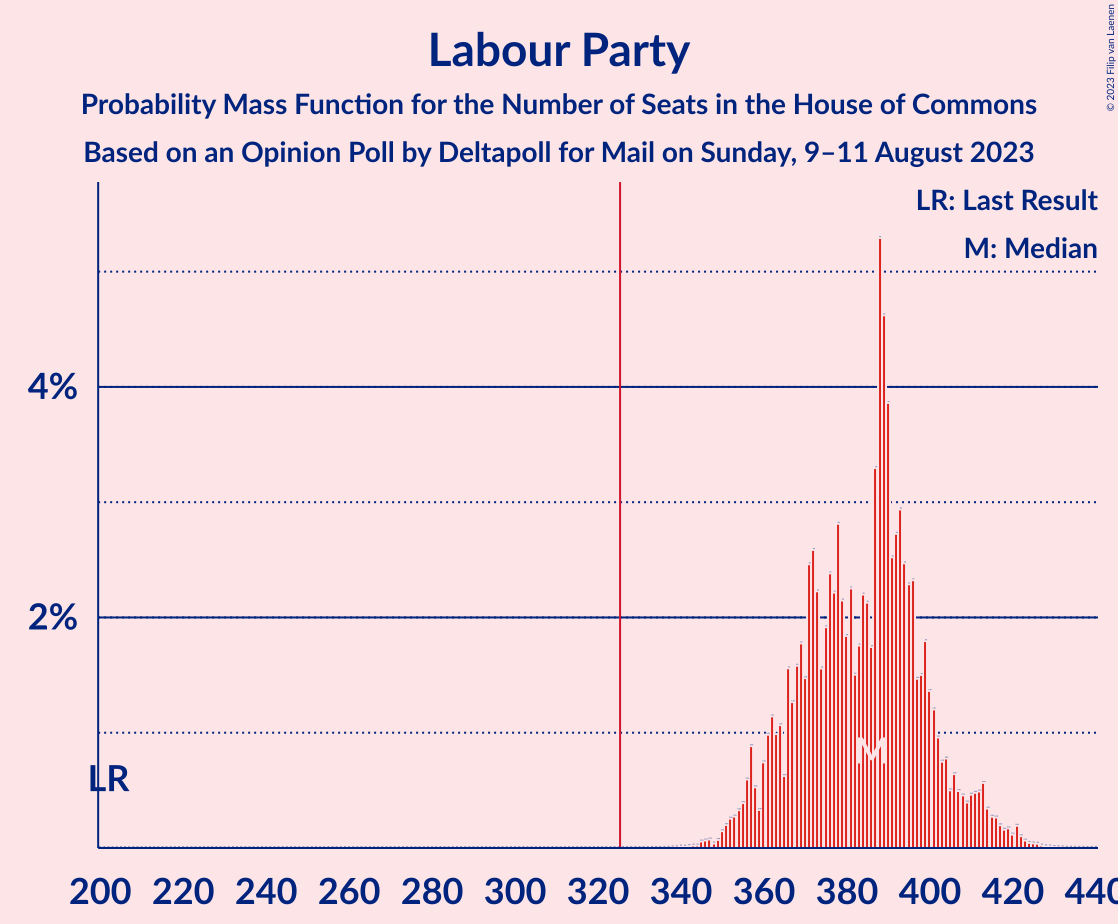 © 2023 Filip van Laenen
Labour Party
Probability Mass Function for the Number of Seats in the House of Commons
Based on an Opinion Poll by Deltapoll for Mail on Sunday, 9–11 August 2023
LR: Last Result
M: Median
4%
2%
M
LR
200 220 240 260 280 300 320 340 360 380 400 420 440